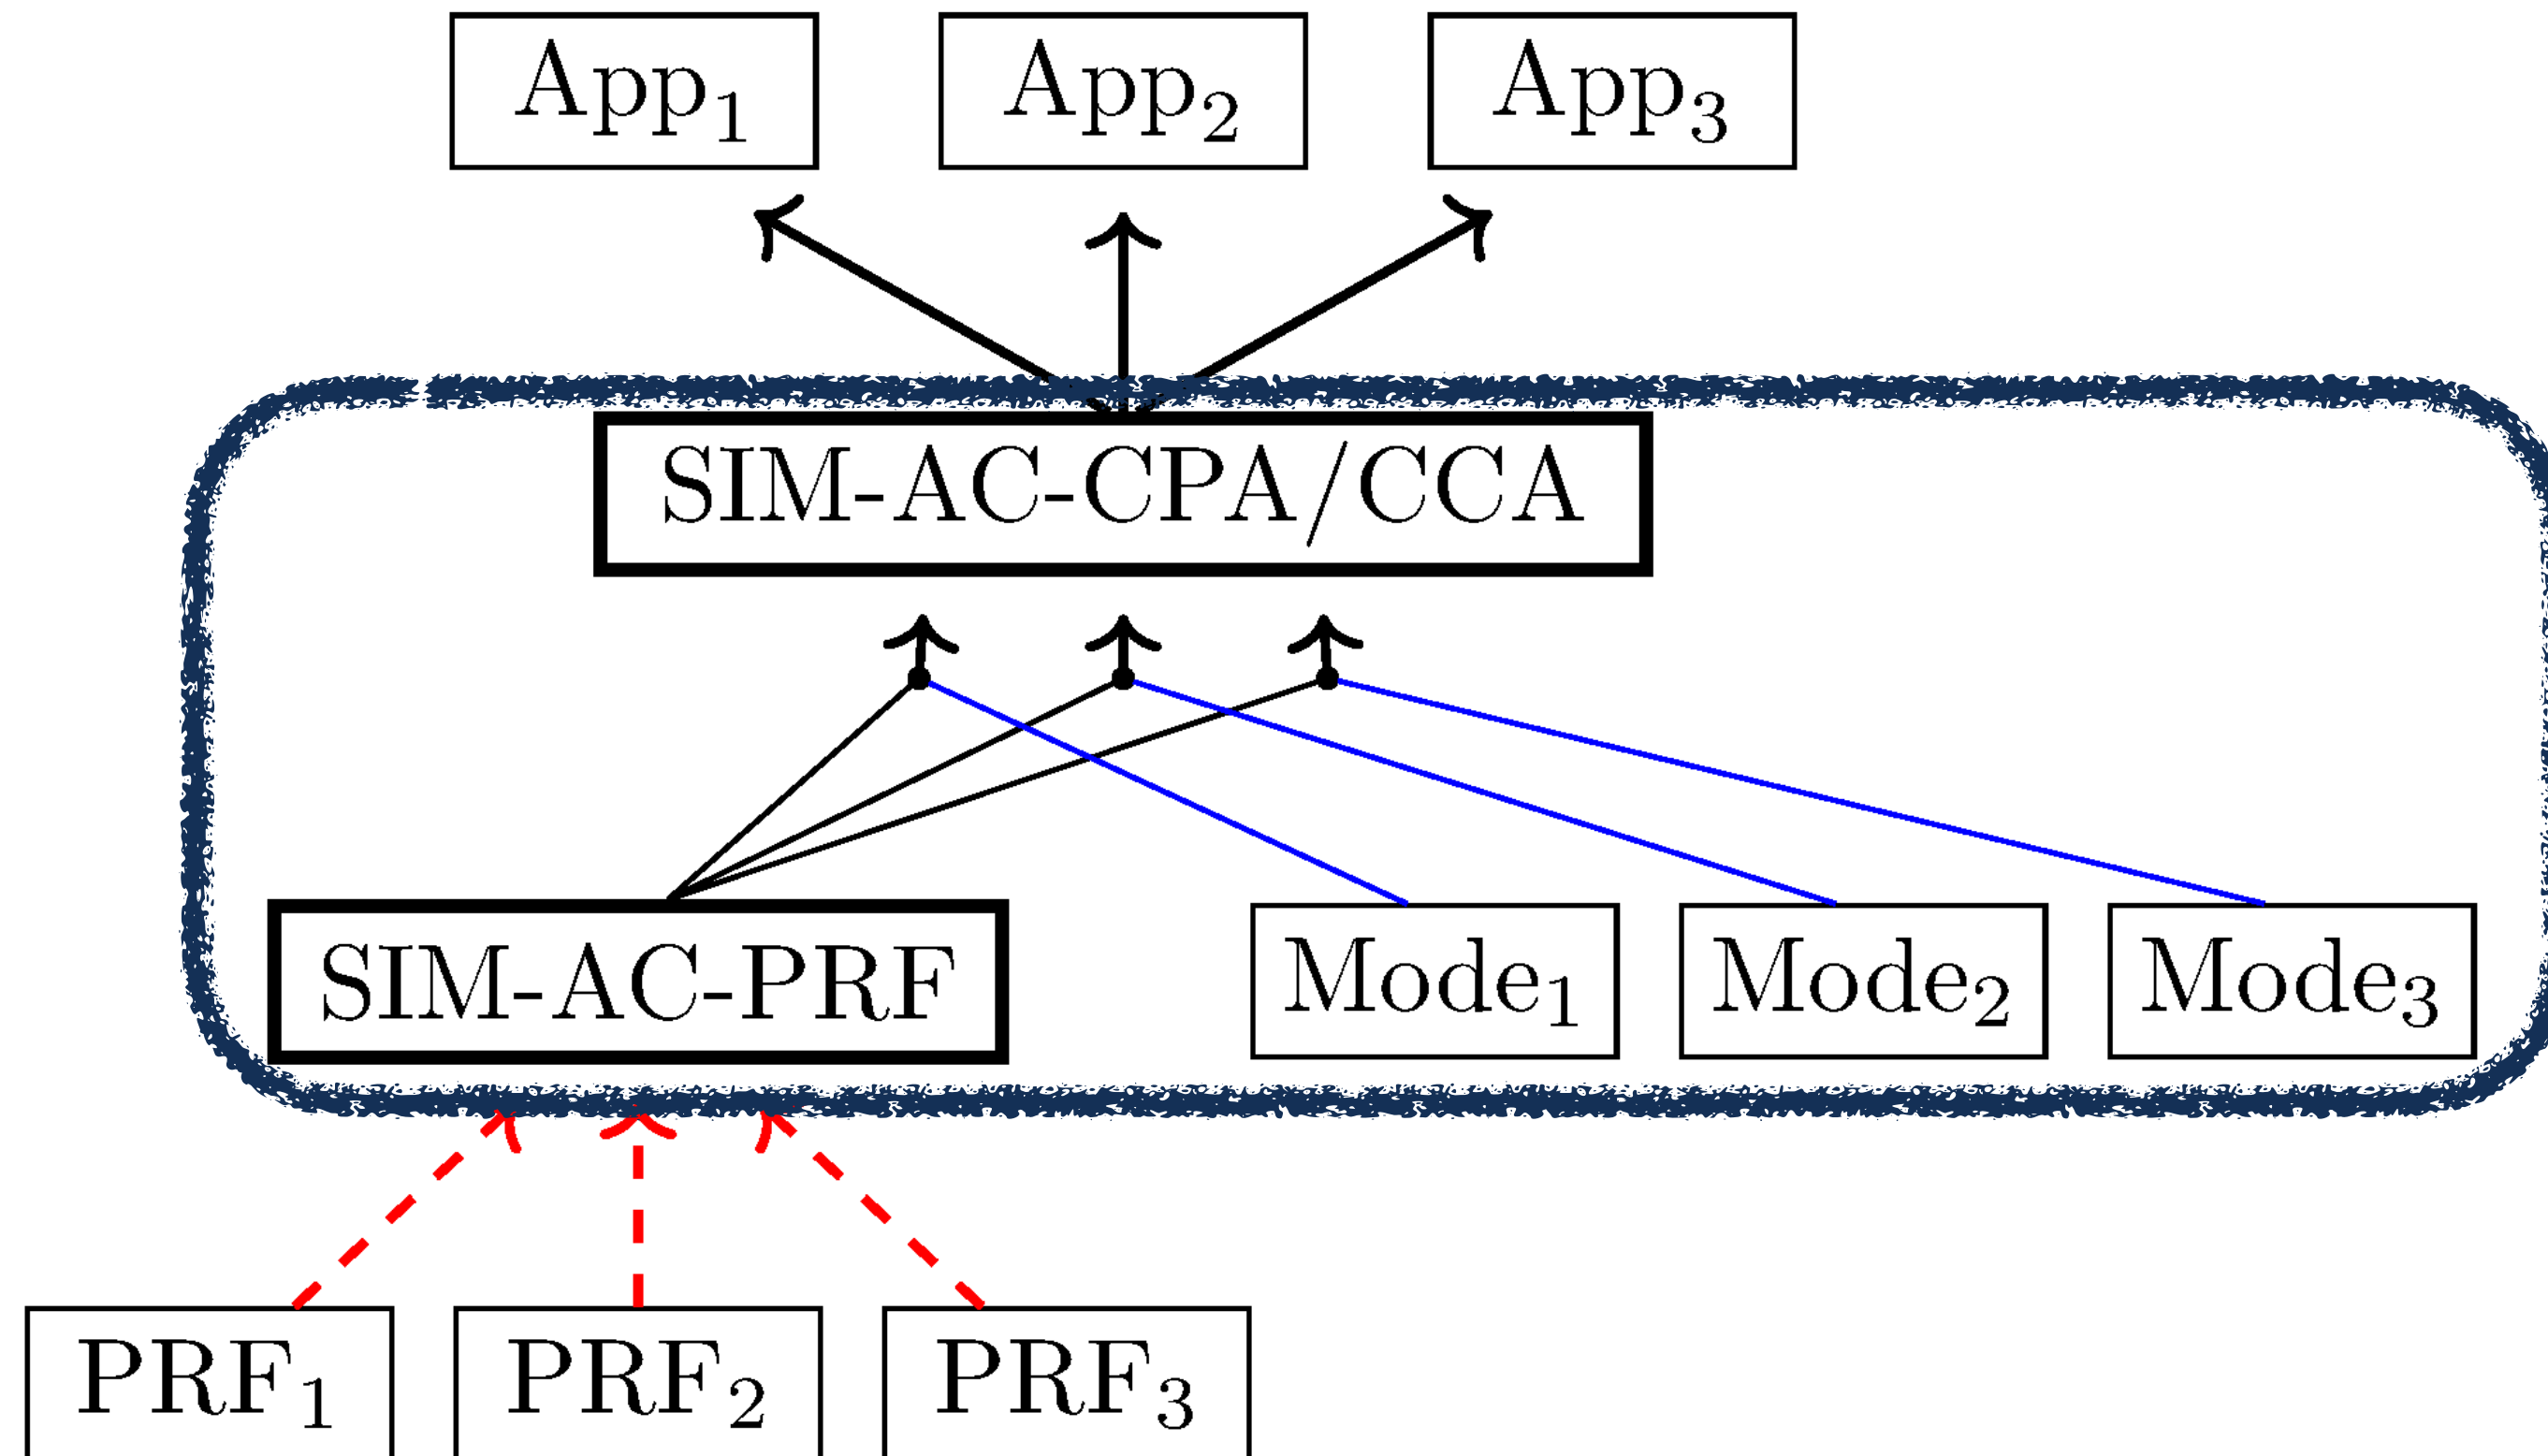 App₁ App₂ App₃
SIM-AC-CPA/CCA
SIM-AC-PRF Mode₁ Mode₂ Mode₃
PRF₁ PRF₂ PRF₃